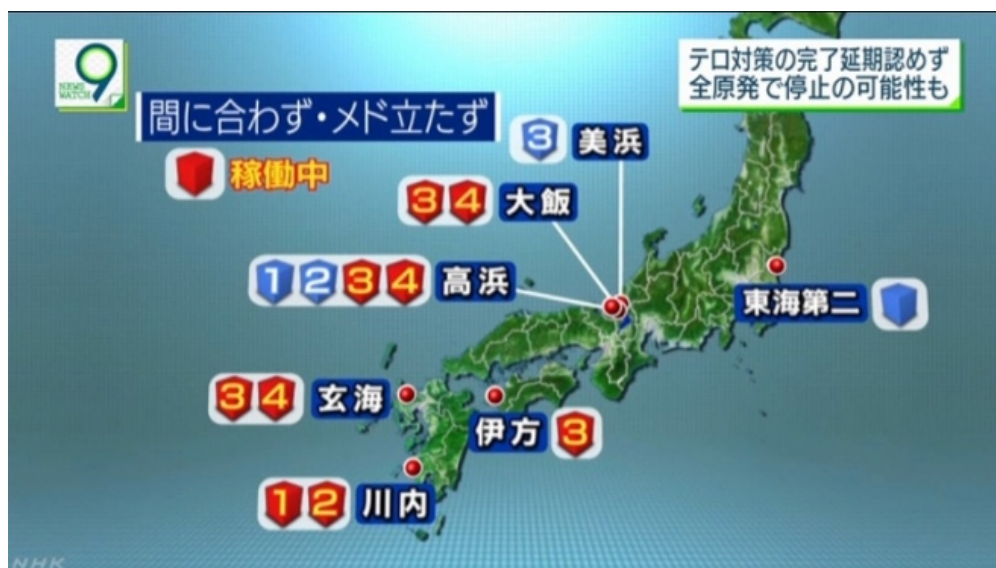 NEWS
WATCH
9
テロ対策の完了延期認めず
全原発で停止の可能性も
間に合わず・メド立たず
稼働中
3 美浜
3 4 大飯
1 2 3 4 高浜
東海第二
3 4 玄海
伊方 3
1 2 川内
NHK